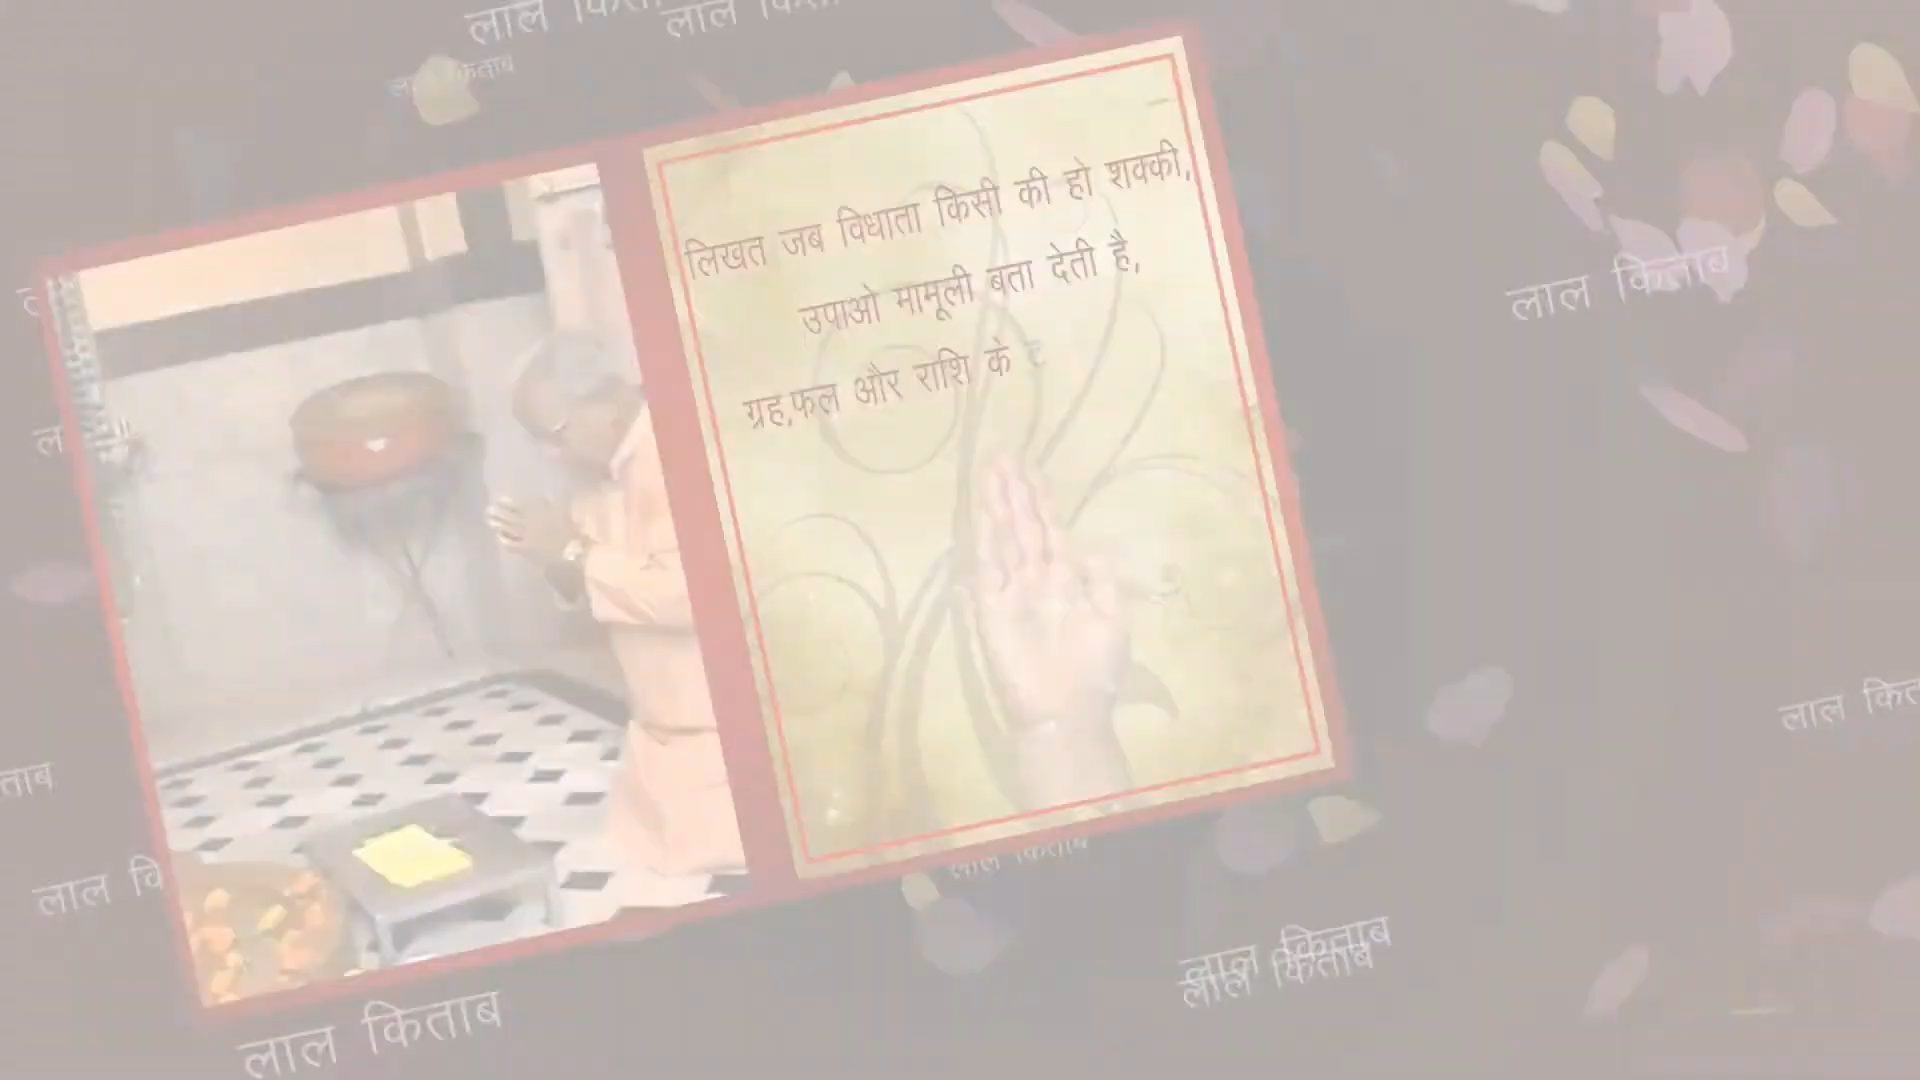 लाल
लाल
लाल किताब
लिखत जब विधाता किसी की हो शक्की,
उपाओ मामूली बता देती है,
ग्रह,फल और राशि के
लाल किताब
लाल
ताब
लाल
लाल किताब
लाल किताब
लाल किताब
लाल किताब